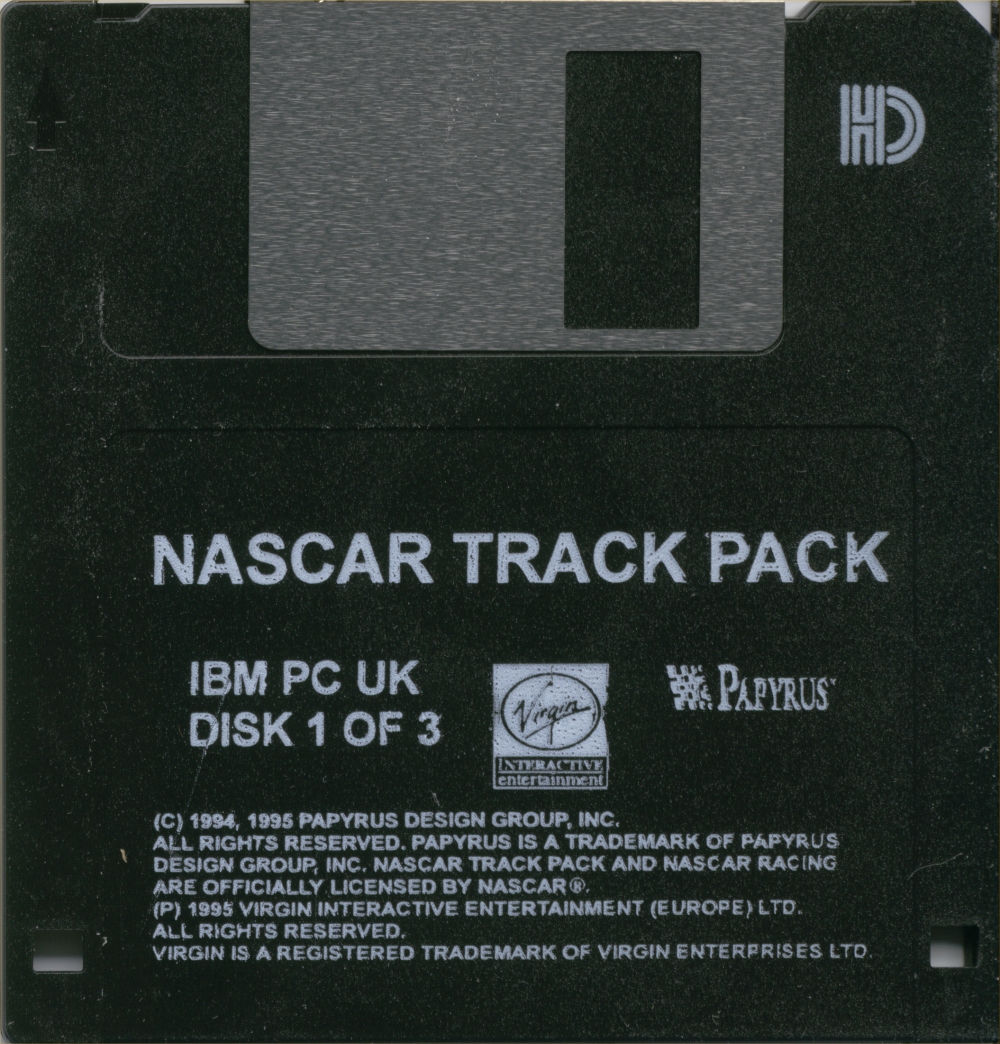 HD
NASCAR TRACK PACK
IBM PC UK
DISK 1 OF 3
Virgin
INTERACTIVE
entertainment
PAPYRUS™
(C) 1994, 1995 PAPYRUS DESIGN GROUP, INC.
ALL RIGHTS RESERVED. PAPYRUS IS A TRADEMARK OF PAPYRUS
DESIGN GROUP, INC. NASCAR TRACK PACK AND NASCAR RACING
ARE OFFICIALLY LICENSED BY NASCAR®.
(P) 1995 VIRGIN INTERACTIVE ENTERTAINMENT (EUROPE) LTD.
ALL RIGHTS RESERVED.
VIRGIN IS A REGISTERED TRADEMARK OF VIRGIN ENTERPRISES LTD.